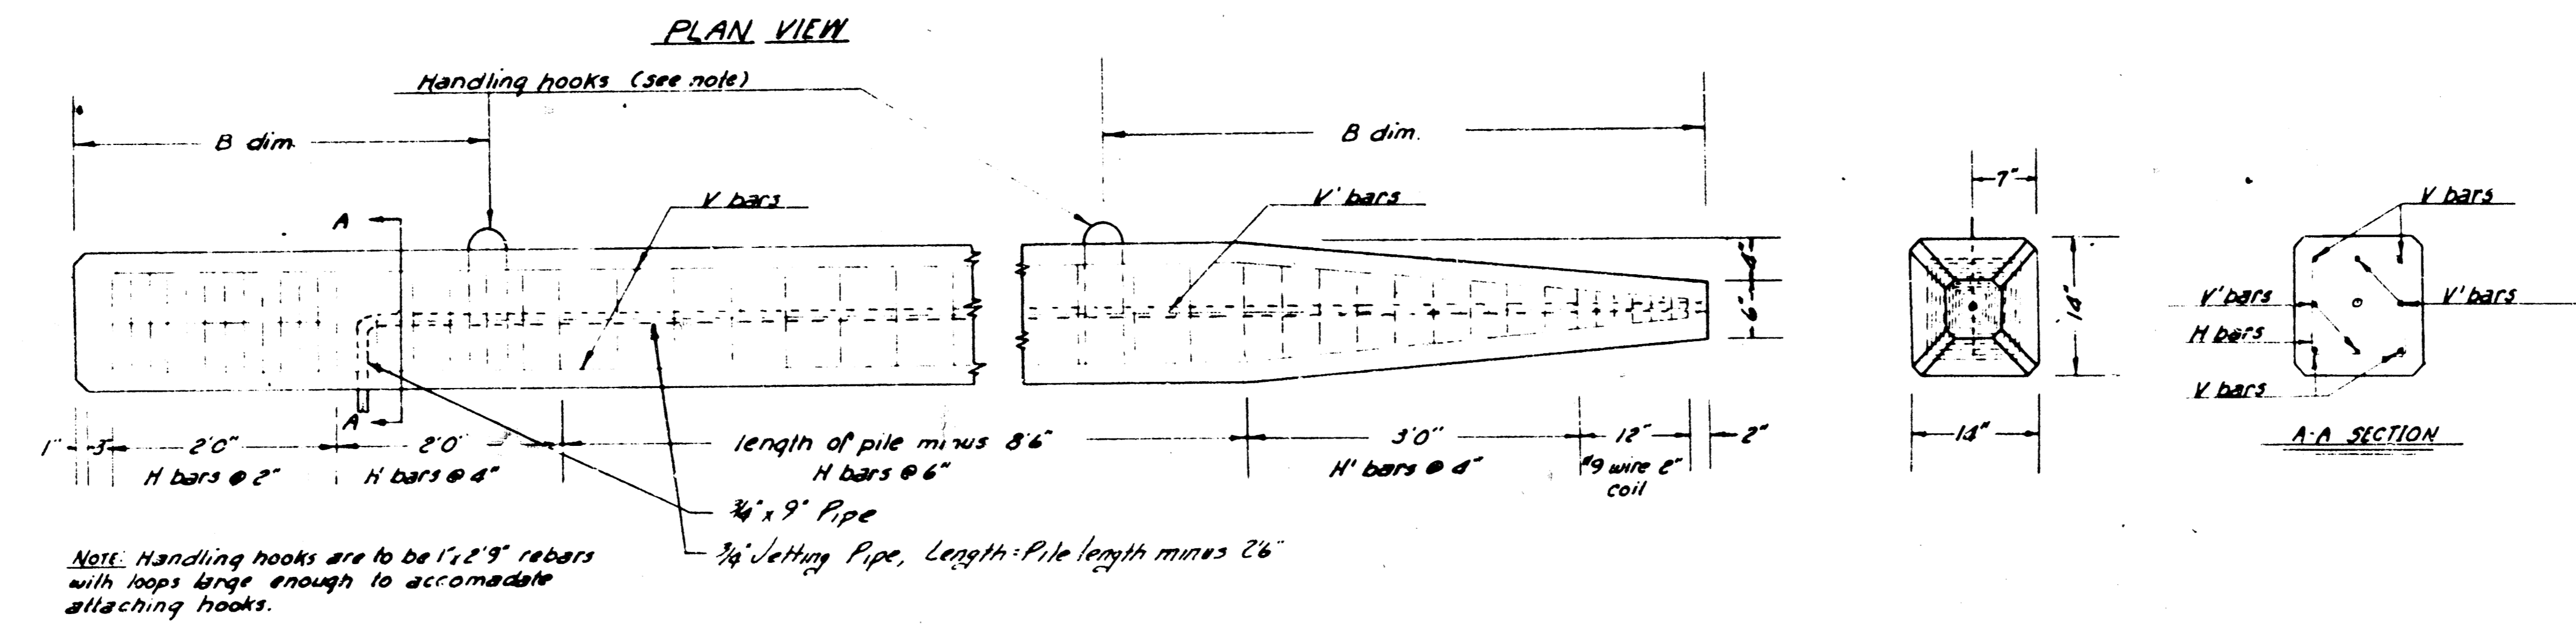 PLAN VIEW
Handling hooks (see note)
B dim.
B dim.
A
V bars
V' bars
4"
6"
A
1"
3"
2'0"
2'0"
length of pile minus 8'6"
3'0"
12"
2"
H bars @ 2"
H bars @ 4"
H bars @ 6"
H' bars @ 4"
#9 wire 2"
coil
3/4" x 9" Pipe
3/4" Jetting Pipe, Length = Pile length minus 2'6"
NOTE: Handling hooks are to be 1" x 2'9" rebars
with loops large enough to accomadate
attaching hooks.
7"
14"
14"
V bars
V' bars
V' bars
H bars
V bars
A-A SECTION